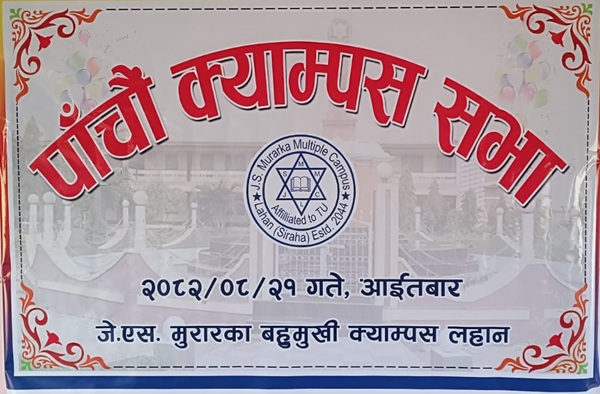 पाँचौं क्याम्पस सभा
J.S. Murarka Multiple Campus
S M M C
Affiliated to TU
Lahan (Siraha) Estd. 2044
२०८२/०८/२१ गते, आईतबार
जे.एस. मुरारका बहुमुखी क्याम्पस लहान